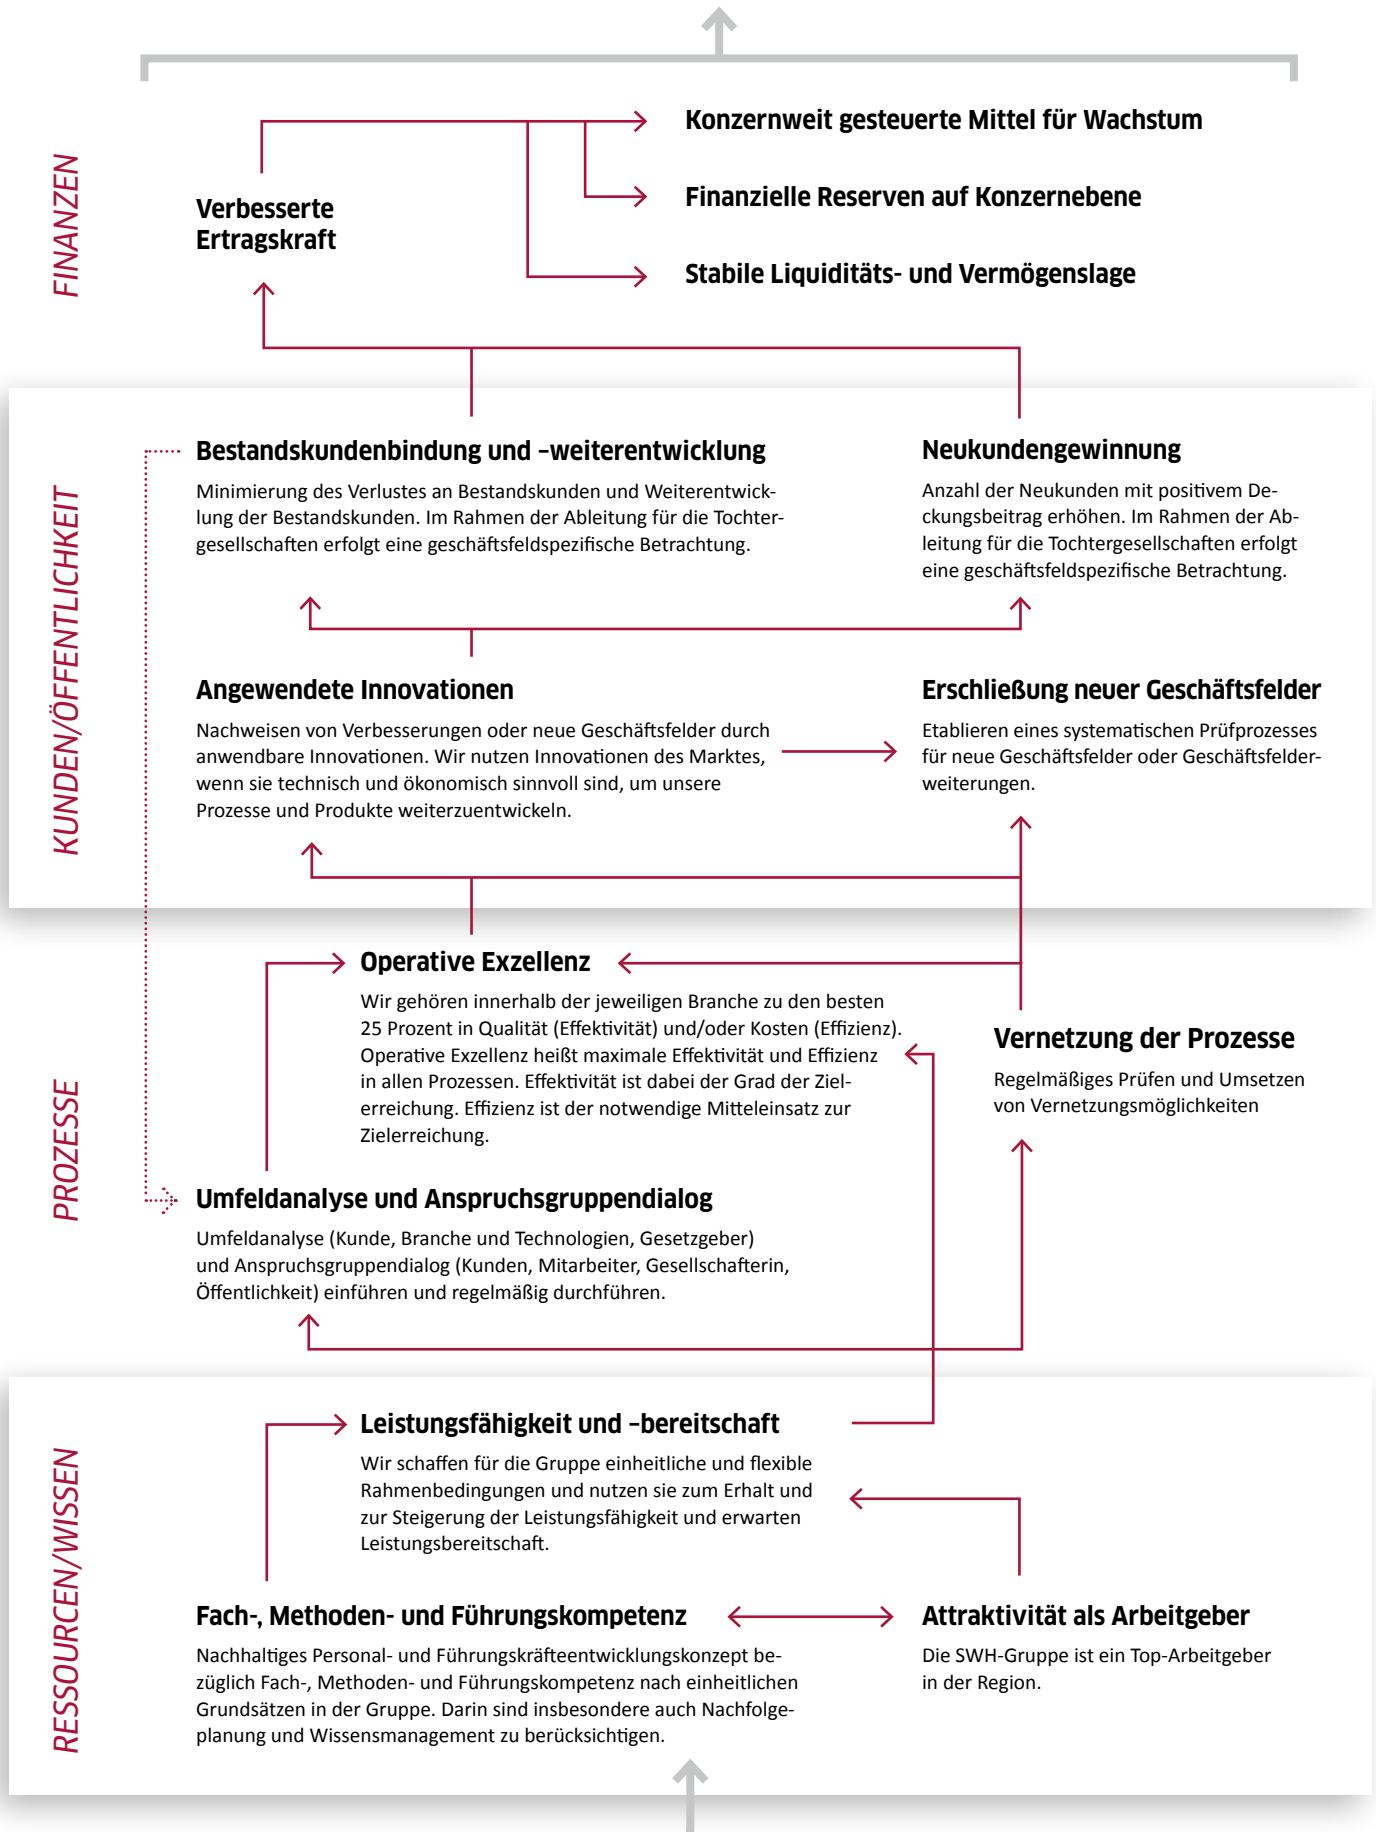 FINANZEN
Konzernweit gesteuerte Mittel für Wachstum
Verbesserte
Ertragskraft
Finanzielle Reserven auf Konzernebene
Stabile Liquiditäts- und Vermögenslage
KUNDEN/ÖFFENTLICHKEIT
Bestandskundenbindung und –weiterentwicklung
Minimierung des Verlustes an Bestandskunden und Weiterentwick-
lung der Bestandskunden. Im Rahmen der Ableitung für die Tochter-
gesellschaften erfolgt eine geschäftsfeldspezifische Betrachtung.
Neukundengewinnung
Anzahl der Neukunden mit positivem De-
ckungsbeitrag erhöhen. Im Rahmen der Ab-
leitung für die Tochtergesellschaften erfolgt
eine geschäftsfeldspezifische Betrachtung.
Angewendete Innovationen
Nachweisen von Verbesserungen oder neue Geschäftsfelder durch
anwendbare Innovationen. Wir nutzen Innovationen des Marktes,
wenn sie technisch und ökonomisch sinnvoll sind, um unsere
Prozesse und Produkte weiterzuentwickeln.
Erschließung neuer Geschäftsfelder
Etablieren eines systematischen Prüfprozesses
für neue Geschäftsfelder oder Geschäftsfelder-
weiterungen.
PROZESSE
Operative Exzellenz
Wir gehören innerhalb der jeweiligen Branche zu den besten
25 Prozent in Qualität (Effektivität) und/oder Kosten (Effizienz).
Operative Exzellenz heißt maximale Effektivität und Effizienz
in allen Prozessen. Effektivität ist dabei der Grad der Ziel-
erreichung. Effizienz ist der notwendige Mitteleinsatz zur
Zielerreichung.
Vernetzung der Prozesse
Regelmäßiges Prüfen und Umsetzen
von Vernetzungsmöglichkeiten
Umfeldanalyse und Anspruchsgruppendialog
Umfeldanalyse (Kunde, Branche und Technologien, Gesetzgeber)
und Anspruchsgruppendialog (Kunden, Mitarbeiter, Gesellschafterin,
Öffentlichkeit) einführen und regelmäßig durchführen.
RESSOURCEN/WISSEN
Leistungsfähigkeit und –bereitschaft
Wir schaffen für die Gruppe einheitliche und flexible
Rahmenbedingungen und nutzen sie zum Erhalt und
zur Steigerung der Leistungsfähigkeit und erwarten
Leistungsbereitschaft.
Fach-, Methoden- und Führungskompetenz
Nachhaltiges Personal- und Führungskräfteentwicklungskonzept be-
züglich Fach-, Methoden- und Führungskompetenz nach einheitlichen
Grundsätzen in der Gruppe. Darin sind insbesondere auch Nachfolge-
planung und Wissensmanagement zu berücksichtigen.
Attraktivität als Arbeitgeber
Die SWH-Gruppe ist ein Top-Arbeitgeber
in der Region.